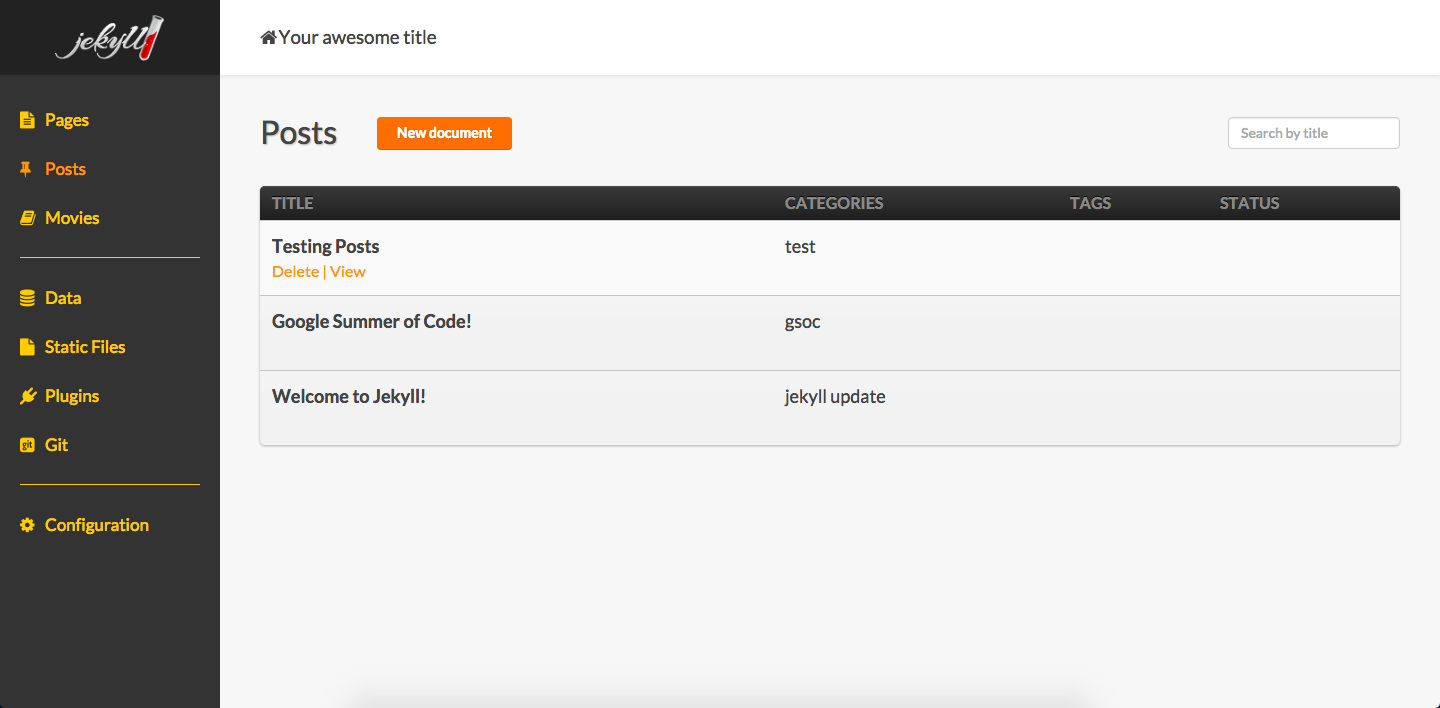 jekyll
Your awesome title
Pages
Posts
Movies
Data
Static Files
Plugins
git Git
Configuration
Posts New document Search by title
TITLE CATEGORIES TAGS STATUS
Testing Posts test
Delete | View
Google Summer of Code! gsoc
Welcome to Jekyll! jekyll update